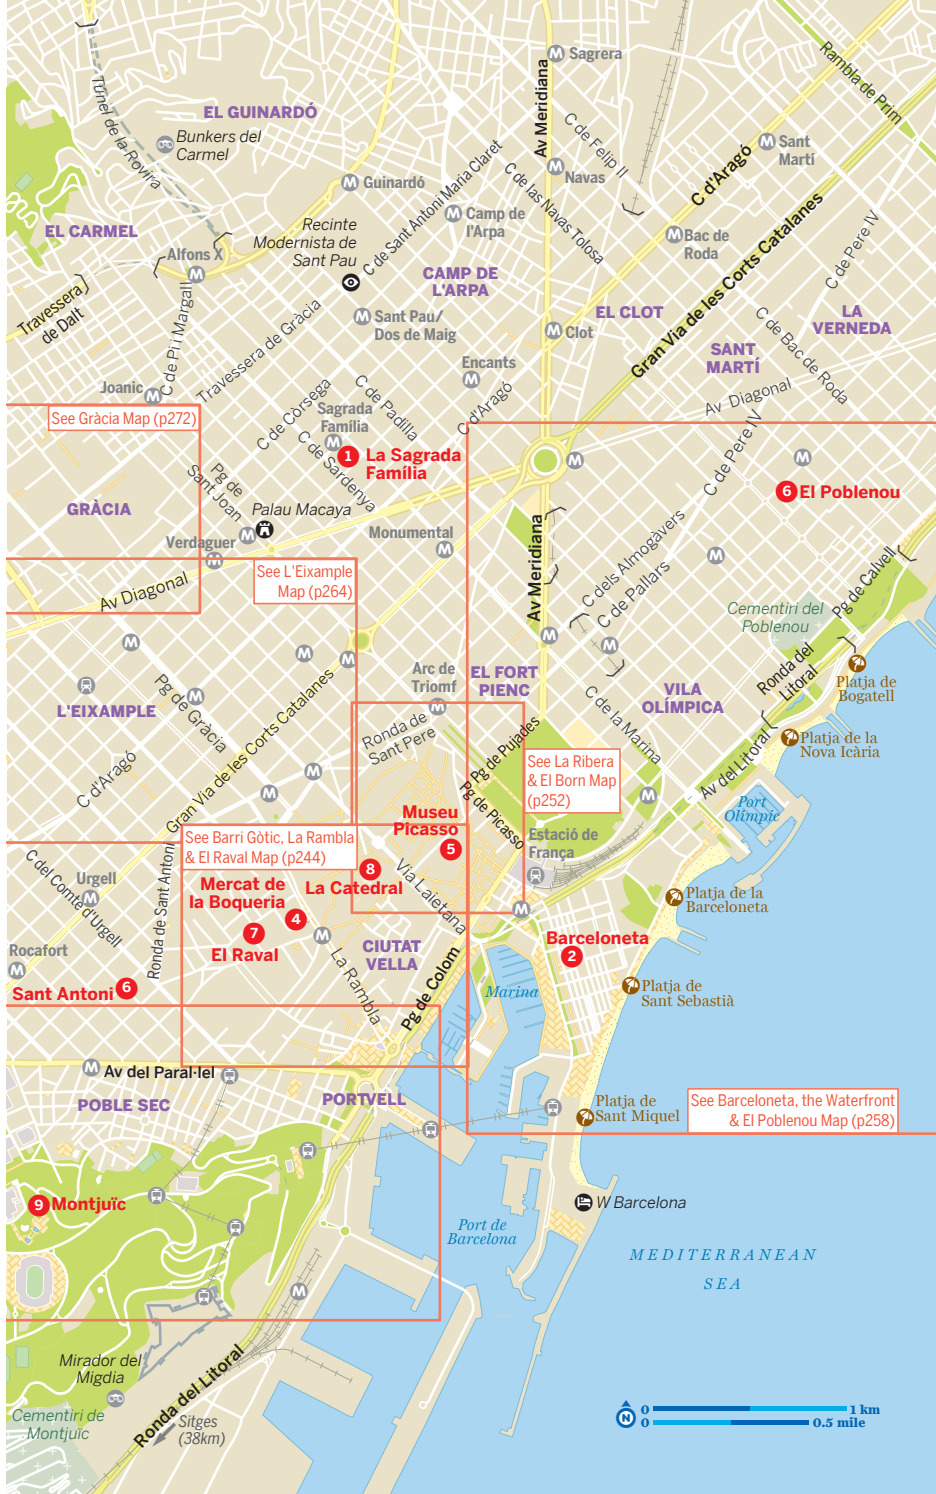 Sagrera
Rambla de Prim
EL GUINARDÓ
Túnel de la Rovira
Av Meridiana
C de Felip II
Bunkers del
Carmel
Sant
Martí
C d'Aragó
Navas
Guinardó
C de Sant Antoni Maria Claret
C de las Navas Tolosa
Recinte
Modernista de
Sant Pau
Camp de
l'Arpa
EL CARMEL
Bac de
Roda
C de Pere IV
Alfons X
CAMP DE
L'ARPA
Gran Via de les Corts Catalanes
Travessera
de Dalt
C de Pi i Margall
Travessera de Gràcia
Sant Pau/
Dos de Maig
EL CLOT
Clot
LA
VERNEDA
C de Bac de Roda
SANT
MARTÍ
Encants
Joanic
C de Còrsega
C de Padilla
C d'Aragó
Av Diagonal
See Gràcia Map (p272)
Sagrada
Família
C de Sardenya
1 La Sagrada
Família
C de Pere IV
Pg de
Sant Joan
6 El Poblenou
GRÀCIA
Palau Macaya
Verdaguer
Monumental
Av Meridiana
C dels Almogàvers
C de Pallars
Pg de Calvell
See L'Eixample
Map (p264)
Av Diagonal
Cementiri del
Poblenou
Ronda del
Litoral
Arc de
Triomf
EL FORT
PIENC
Platja de
Bogatell
VILA
OLÍMPICA
L'EIXAMPLE
Pg de Gràcia
Gran Via de les Corts Catalanes
Ronda de
Sant Pere
C de la Marina
Av del Litoral
Platja de la
Nova Icària
Pg de Pujades
Pg de Picasso
See La Ribera
& El Born Map
(p252)
C d'Aragó
Port
Olímpic
Museu
Picasso
5
Estació de
França
See Barri Gòtic, La Rambla
& El Raval Map (p244)
C del Comte d'Urgell
Urgell
Ronda de Sant Antoni
8
La Catedral
Via Laietana
Mercat de
la Boqueria
4
Platja de la
Barceloneta
7
El Raval
CIUTAT
VELLA
Barceloneta
2
Rocafort
La Rambla
Pg de Colom
Sant Antoni 6
Marina
Platja de
Sant Sebastià
Av del Paral·lel
POBLE SEC
PORTVELL
Platja de
Sant Miquel
See Barceloneta, the Waterfront
& El Poblenou Map (p258)
9 Montjuïc
W Barcelona
Port de
Barcelona
MEDITERRANEAN
SEA
Mirador del
Migdia
Ronda del Litoral
Cementiri de
Montjuïc
Sitges
(38km)
N
0 1 km
0 0.5 mile